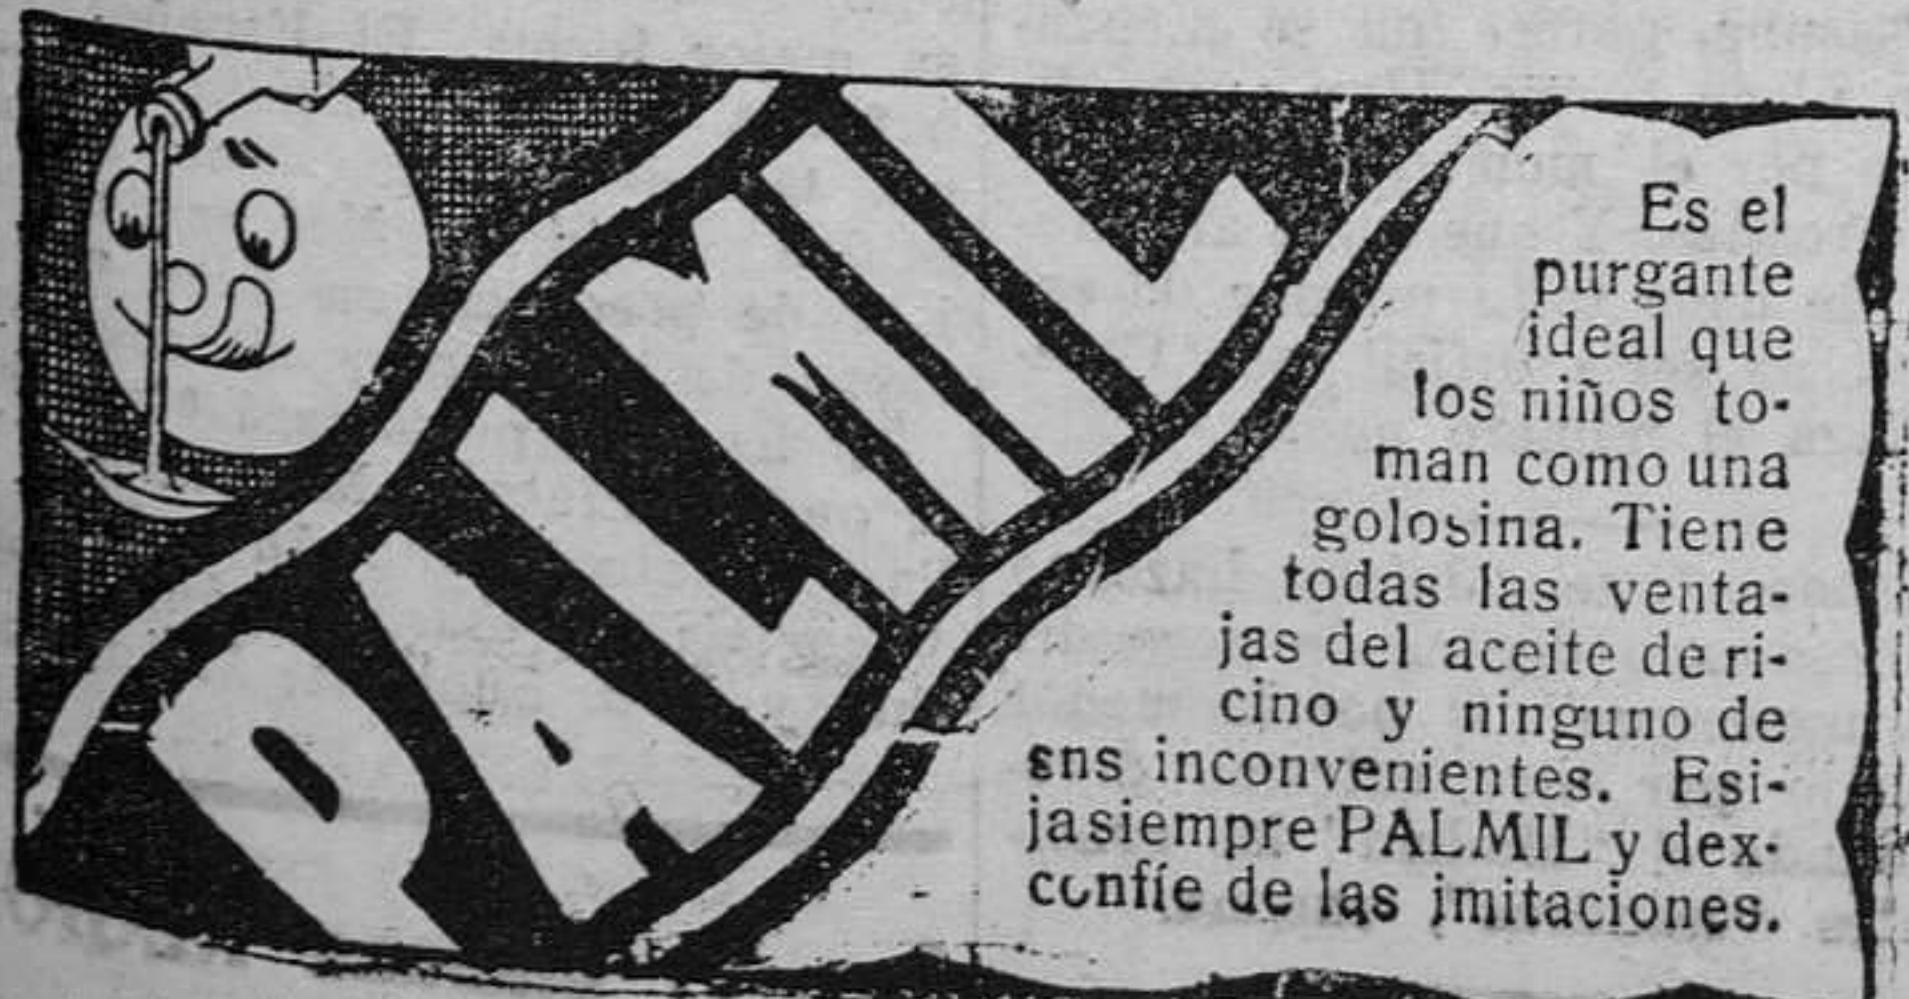 PALMIL
Es el
purgante
ideal que
los niños to-
man como una
golosina. Tiene
todas las venta-
jas del aceite de ri-
cino y ninguno de
sns inconvenientes. Esi-
jasiempre PALMIL y dex-
confíe de las imitaciones.